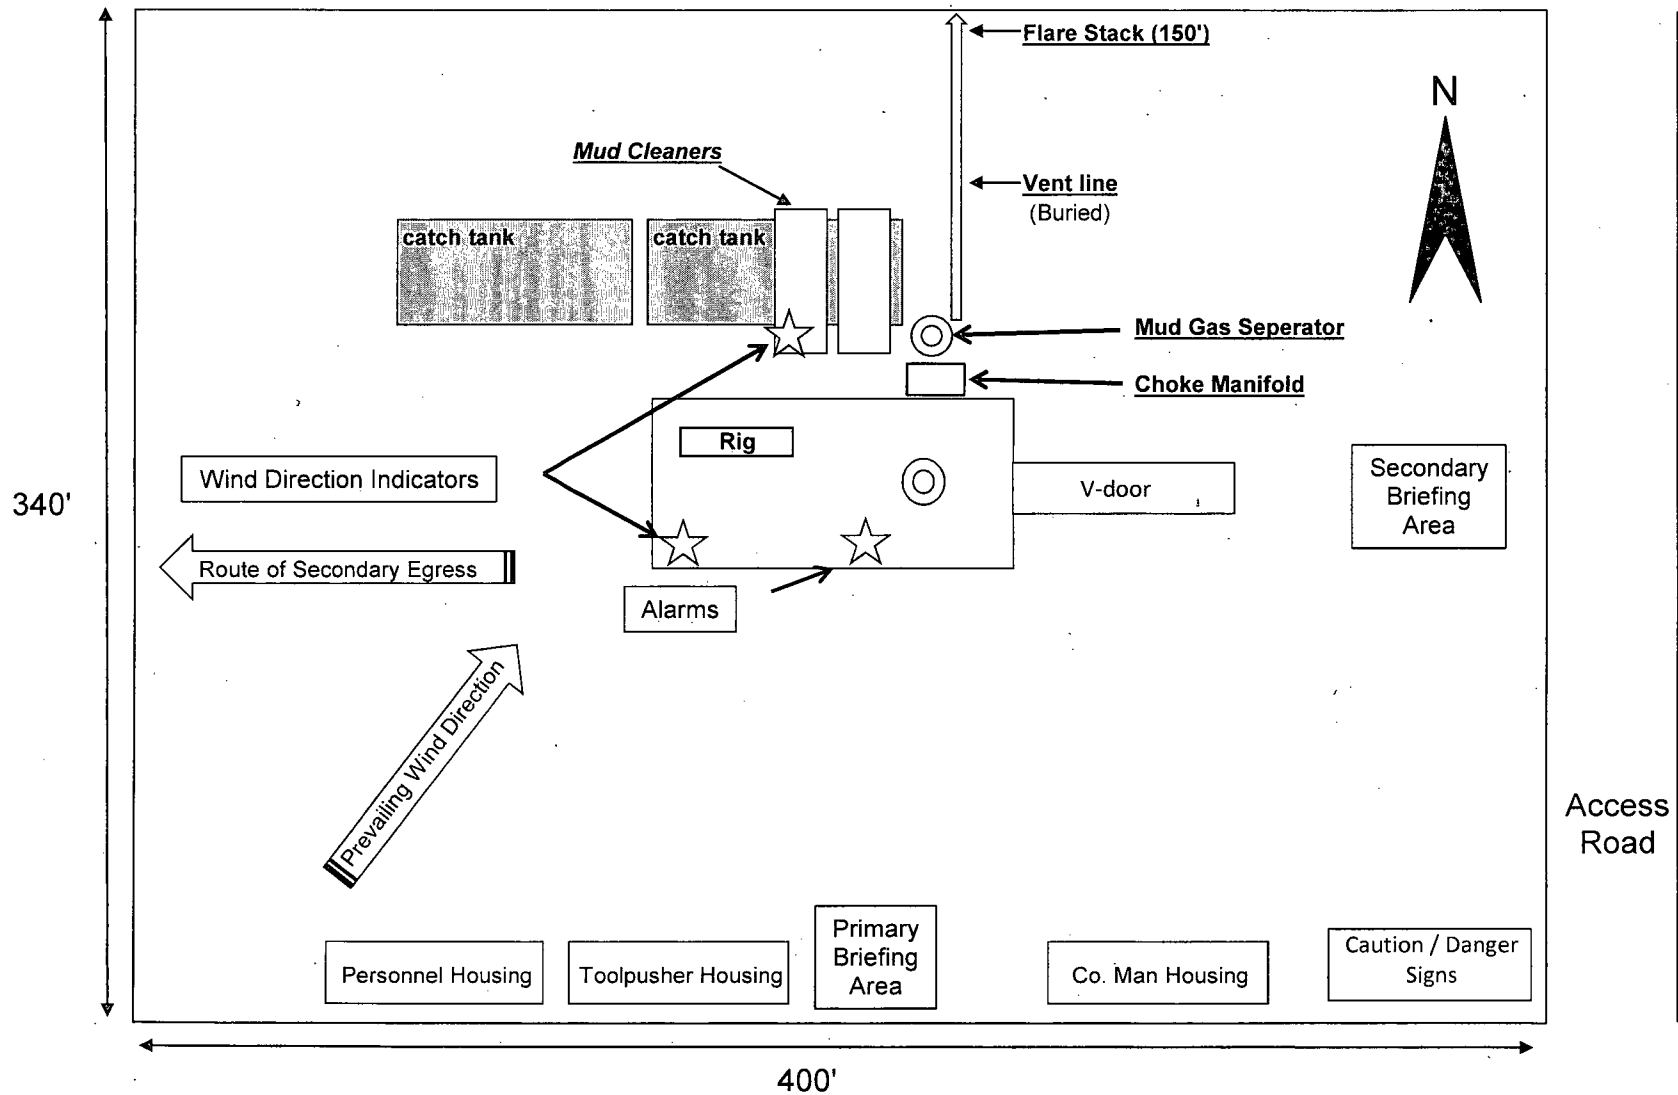 Flare Stack (150')
N
Mud Cleaners
Vent line
(Buried)
catch tank
catch tank
Mud Gas Seperator
Choke Manifold
Rig
Wind Direction Indicators
V-door
Secondary
Briefing
Area
340'
Route of Secondary Egress
Alarms
Prevailing Wind Direction
Access
Road
Primary
Briefing
Area
Personnel Housing
Toolpusher Housing
Co. Man Housing
Caution / Danger
Signs
400'